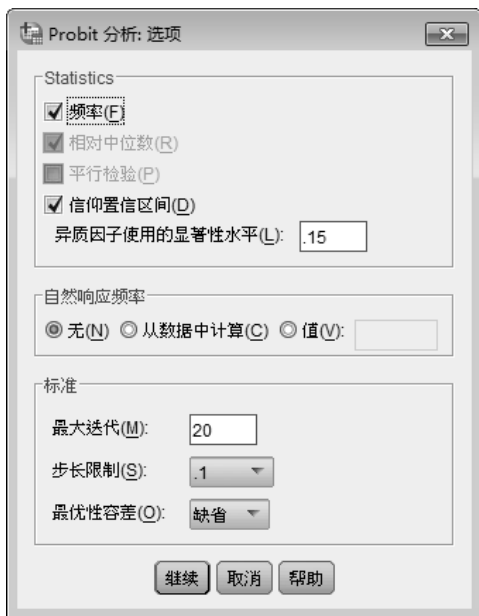 Probit 分析: 选项
Statistics
频率(F)
相对中位数(R)
平行检验(P)
信仰置信区间(D)
异质因子使用的显著性水平(L): .15
自然响应频率
无(N) 从数据中计算(C) 值(V):
标准
最大迭代(M): 20
步长限制(S): .1
最优性容差(O): 缺省
继续 取消 帮助